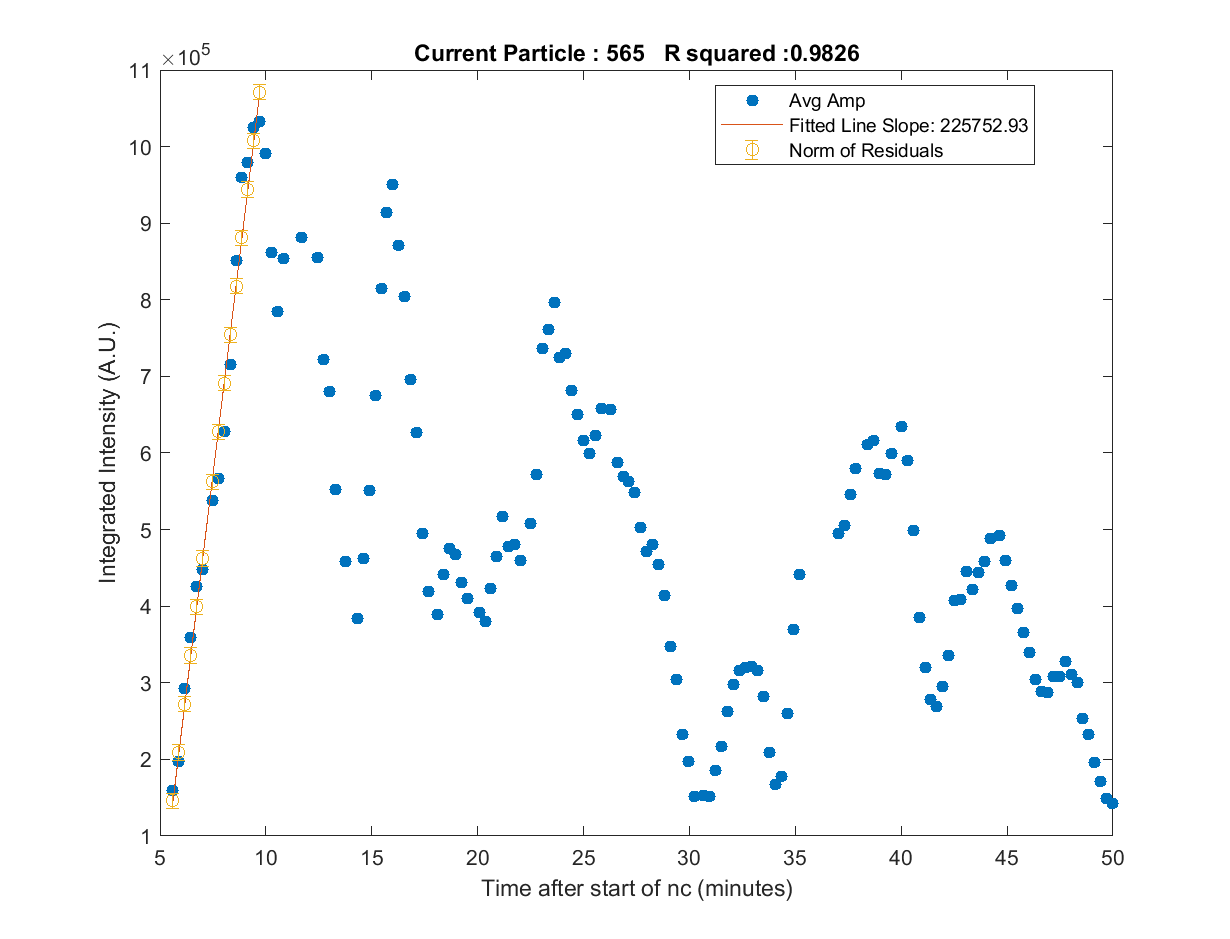 Current Particle : 565   R squared :0.9826
×10^5
11
10
9
8
7
6
5
4
3
2
1
Integrated Intensity (A.U.)
Avg Amp
Fitted Line Slope: 225752.93
Norm of Residuals
5 10 15 20 25 30 35 40 45 50
Time after start of nc (minutes)